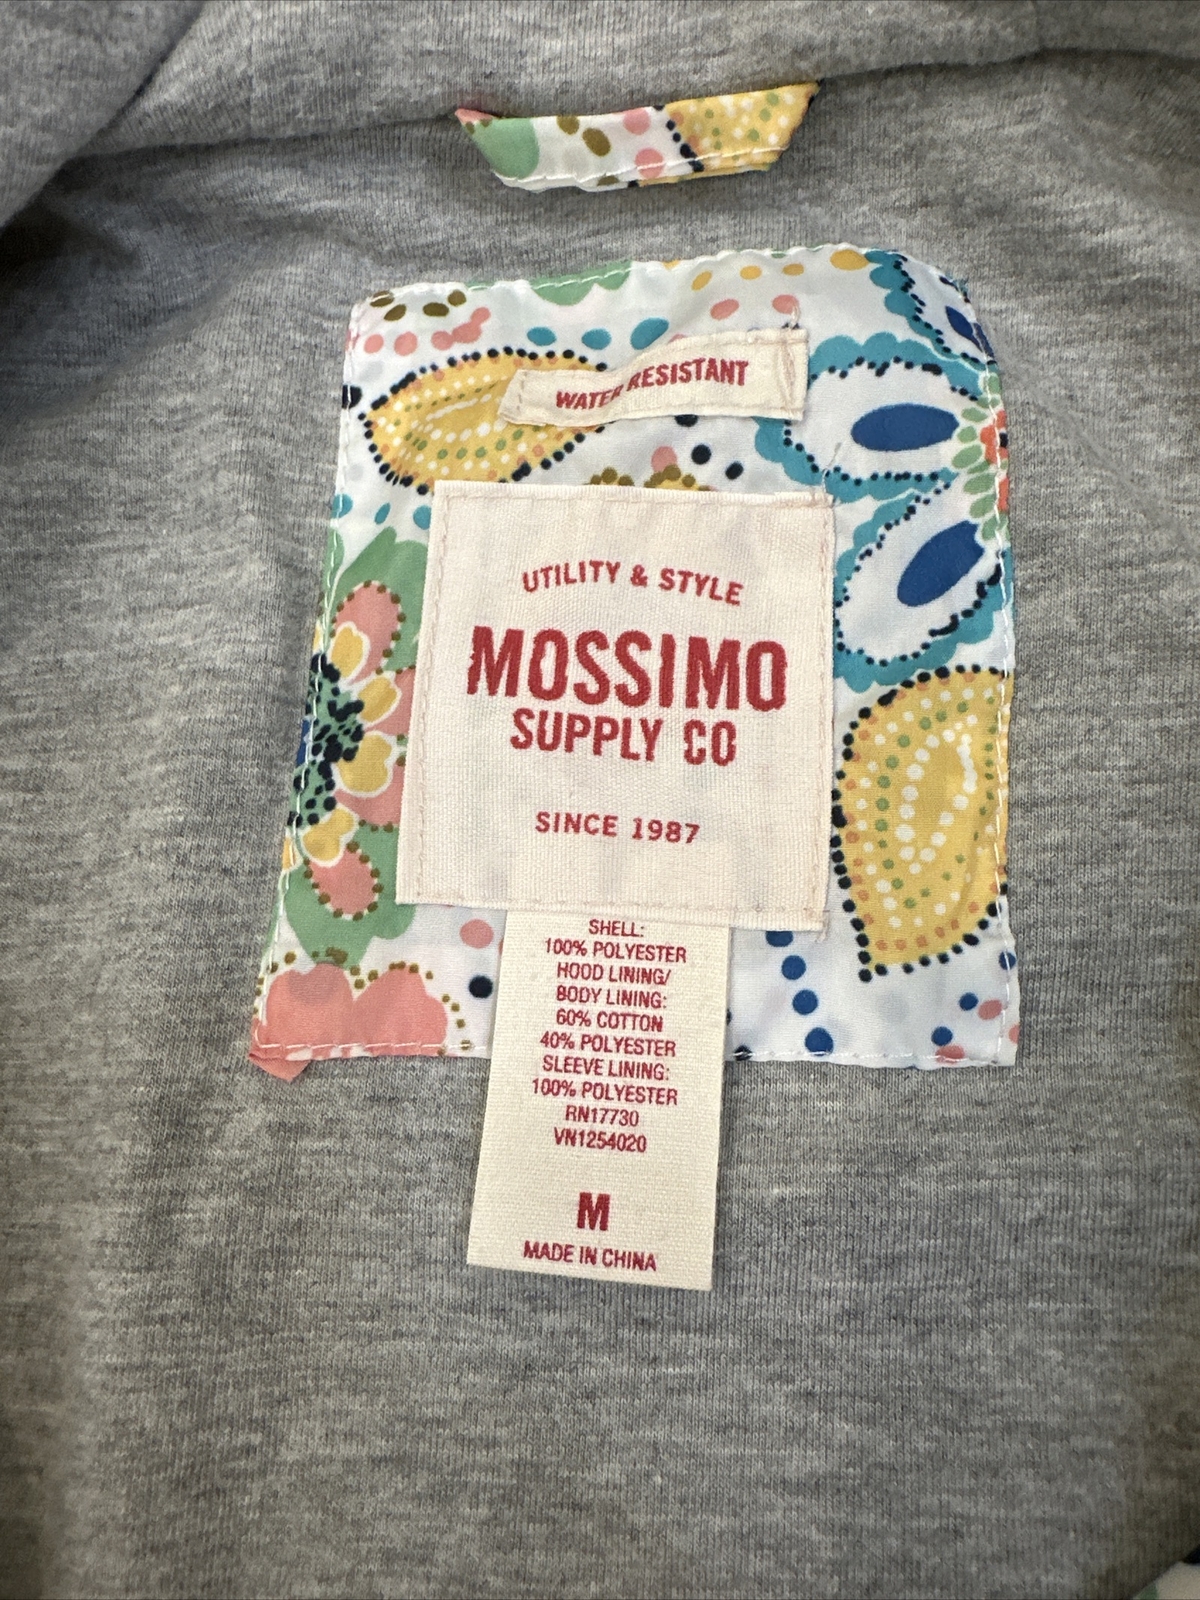 WATER RESISTANT
UTILITY & STYLE
MOSSIMO
SUPPLY CO
SINCE 1987
SHELL:
100% POLYESTER
HOOD LINING/
BODY LINING:
60% COTTON
40% POLYESTER
SLEEVE LINING:
100% POLYESTER
RN17730
VN1254020
M
MADE IN CHINA